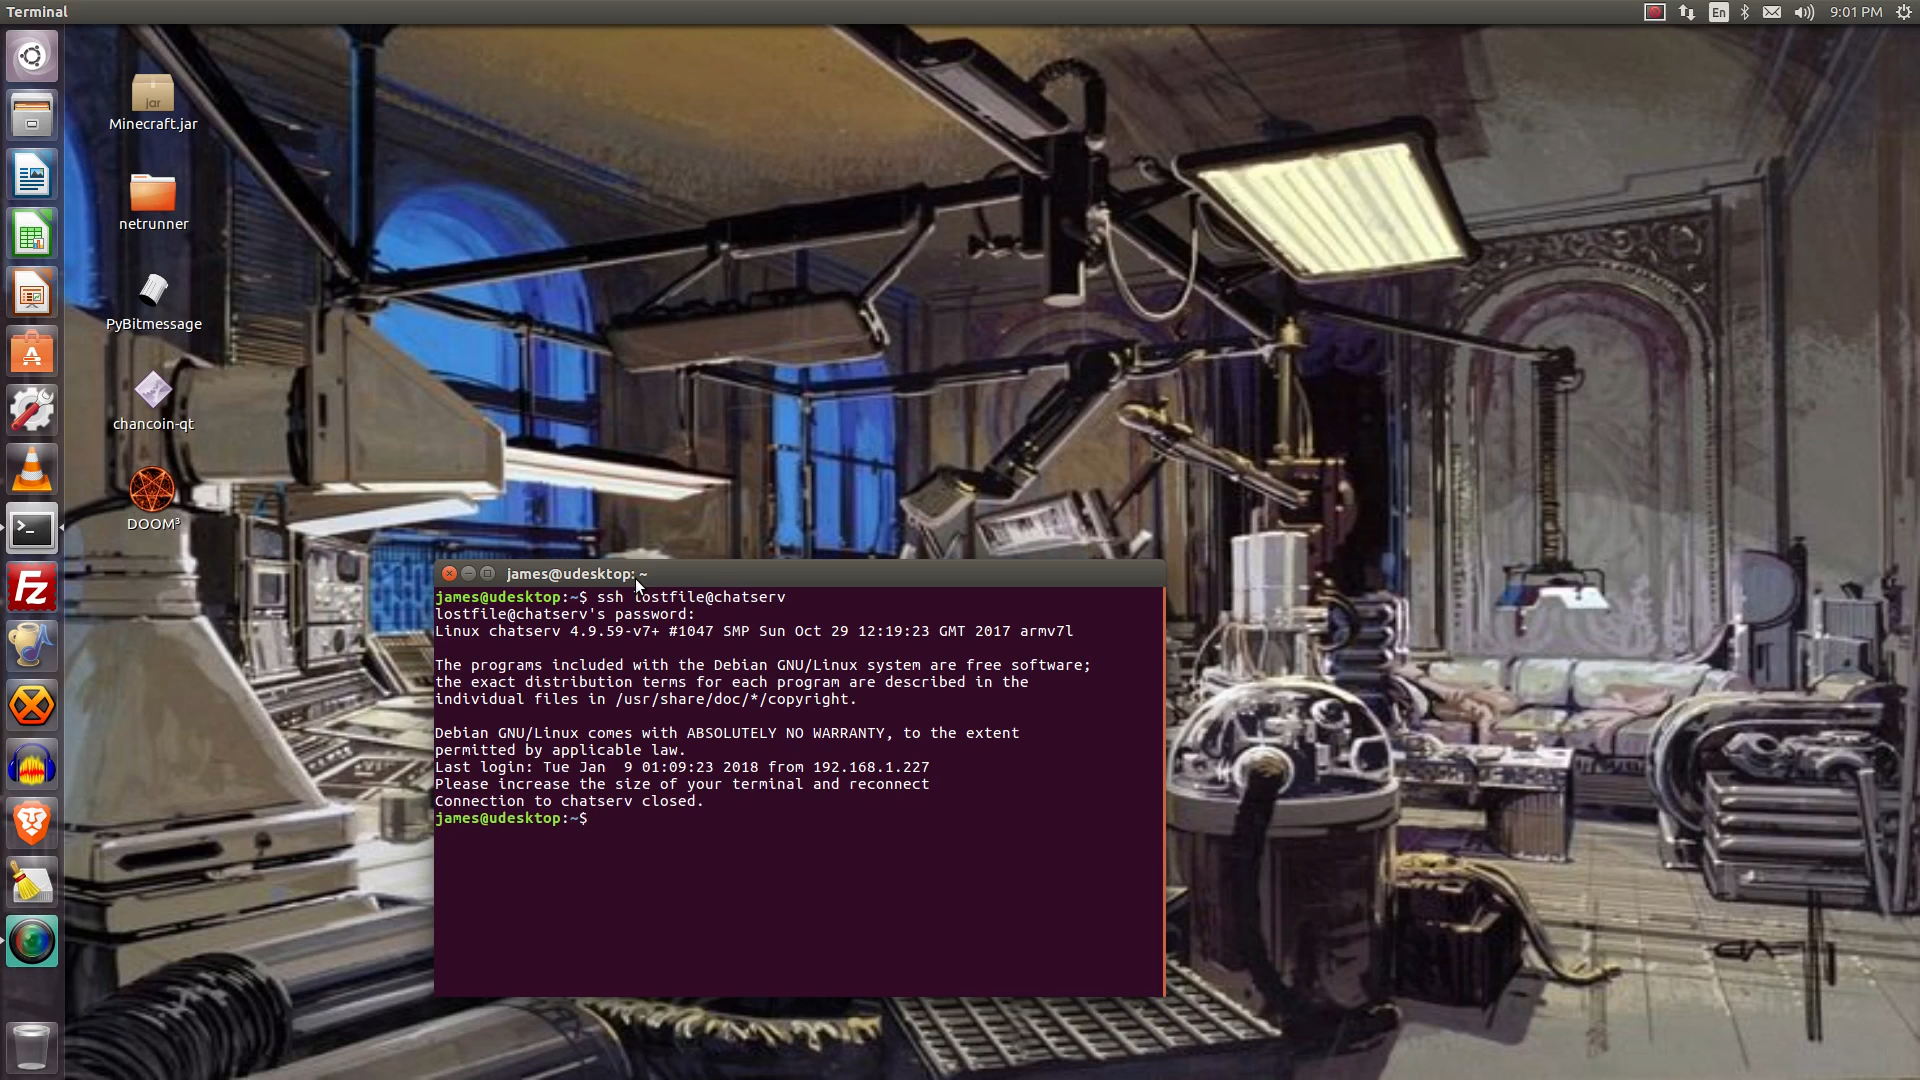 Terminal
En
9:01 PM
jar
Minecraft.jar
netrunner
PyBitmessage
chancoin-qt
DOOM³
james@udesktop: ~
james@udesktop:~$ ssh lostfile@chatserv
lostfile@chatserv's password:
Linux chatserv 4.9.59-v7+ #1047 SMP Sun Oct 29 12:19:23 GMT 2017 armv7l
The programs included with the Debian GNU/Linux system are free software;
the exact distribution terms for each program are described in the
individual files in /usr/share/doc/*/copyright.
Debian GNU/Linux comes with ABSOLUTELY NO WARRANTY, to the extent
permitted by applicable law.
Last login: Tue Jan  9 01:09:23 2018 from 192.168.1.227
Please increase the size of your terminal and reconnect
Connection to chatserv closed.
james@udesktop:~$